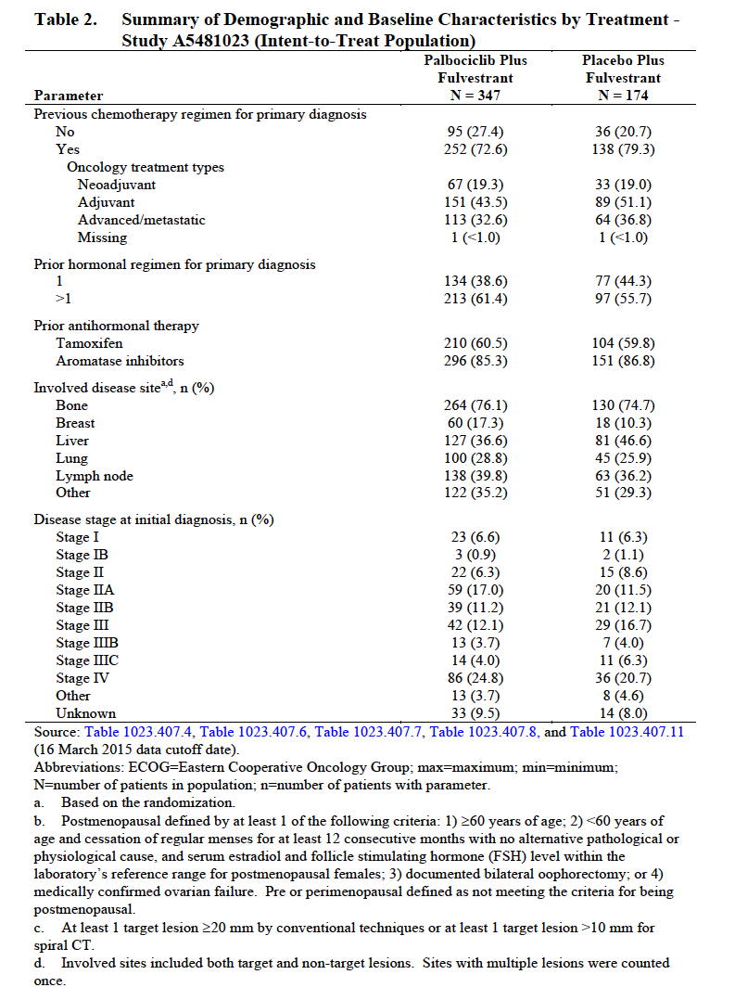 Table 2. Summary of Demographic and Baseline Characteristics by Treatment -
Study A5481023 (Intent-to-Treat Population)
Palbociclib Plus Placebo Plus
Fulvestrant Fulvestrant
Parameter N = 347 N = 174
Previous chemotherapy regimen for primary diagnosis
No 95 (27.4) 36 (20.7)
Yes 252 (72.6) 138 (79.3)
Oncology treatment types
Neoadjuvant 67 (19.3) 33 (19.0)
Adjuvant 151 (43.5) 89 (51.1)
Advanced/metastatic 113 (32.6) 64 (36.8)
Missing 1 (<1.0) 1 (<1.0)
Prior hormonal regimen for primary diagnosis
1 134 (38.6) 77 (44.3)
>1 213 (61.4) 97 (55.7)
Prior antihormonal therapy
Tamoxifen 210 (60.5) 104 (59.8)
Aromatase inhibitors 296 (85.3) 151 (86.8)
Involved disease site a,d, n (%)
Bone 264 (76.1) 130 (74.7)
Breast 60 (17.3) 18 (10.3)
Liver 127 (36.6) 81 (46.6)
Lung 100 (28.8) 45 (25.9)
Lymph node 138 (39.8) 63 (36.2)
Other 122 (35.2) 51 (29.3)
Disease stage at initial diagnosis, n (%)
Stage I 23 (6.6) 11 (6.3)
Stage IB 3 (0.9) 2 (1.1)
Stage II 22 (6.3) 15 (8.6)
Stage IIA 59 (17.0) 20 (11.5)
Stage IIB 39 (11.2) 21 (12.1)
Stage III 42 (12.1) 29 (16.7)
Stage IIIB 13 (3.7) 7 (4.0)
Stage IIIC 14 (4.0) 11 (6.3)
Stage IV 86 (24.8) 36 (20.7)
Other 13 (3.7) 8 (4.6)
Unknown 33 (9.5) 14 (8.0)
Source: Table 1023.407.4, Table 1023.407.6, Table 1023.407.7, Table 1023.407.8, and Table 1023.407.11
(16 March 2015 data cutoff date).
Abbreviations: ECOG=Eastern Cooperative Oncology Group; max=maximum; min=minimum;
N=number of patients in population; n=number of patients with parameter.
a. Based on the randomization.
b. Postmenopausal defined by at least 1 of the following criteria: 1) ≥60 years of age; 2) <60 years of
age and cessation of regular menses for at least 12 consecutive months with no alternative pathological or
physiological cause, and serum estradiol and follicle stimulating hormone (FSH) level within the
laboratory's reference range for postmenopausal females; 3) documented bilateral oophorectomy; or 4)
medically confirmed ovarian failure. Pre or perimenopausal defined as not meeting the criteria for being
postmenopausal.
c. At least 1 target lesion ≥20 mm by conventional techniques or at least 1 target lesion >10 mm for
spiral CT.
d. Involved sites included both target and non-target lesions. Sites with multiple lesions were counted
once.